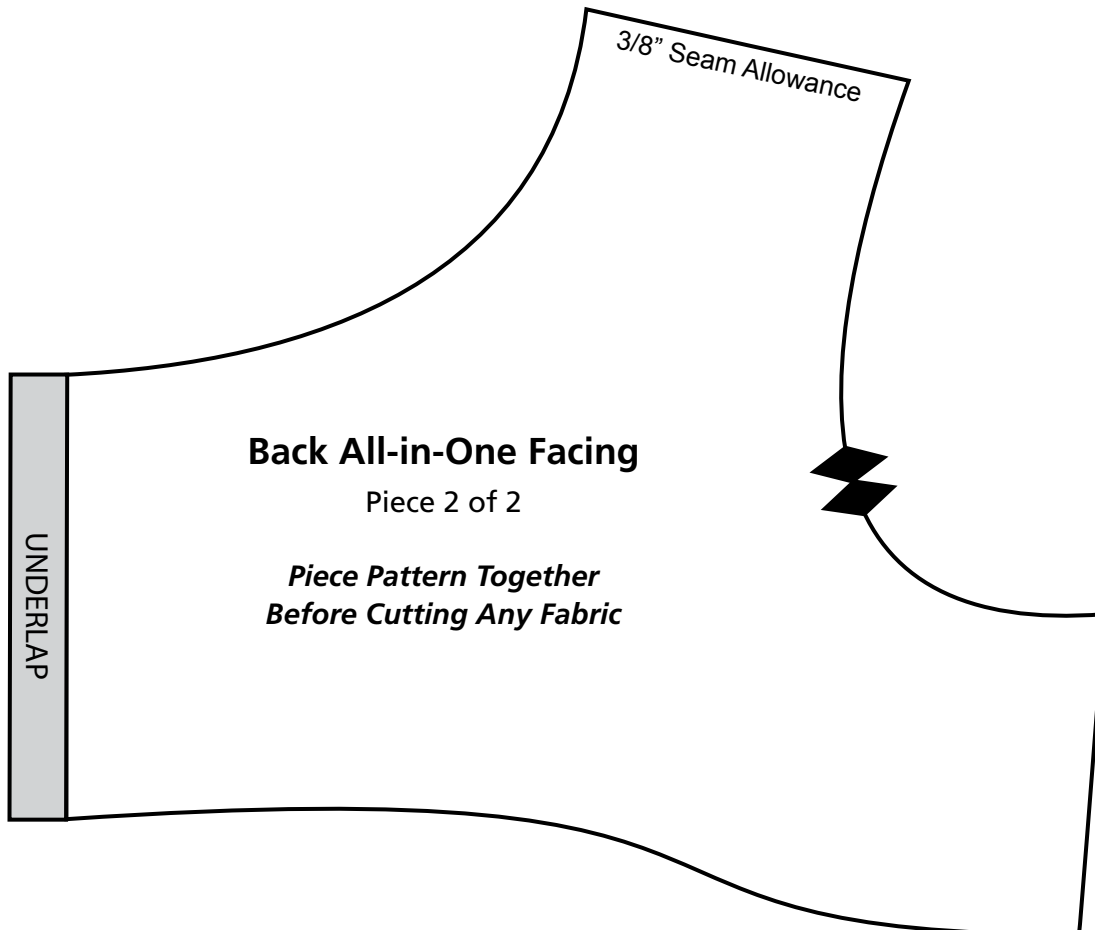 3/8” Seam Allowance
Back All-in-One Facing
Piece 2 of 2
Piece Pattern Together
Before Cutting Any Fabric
UNDERLAP